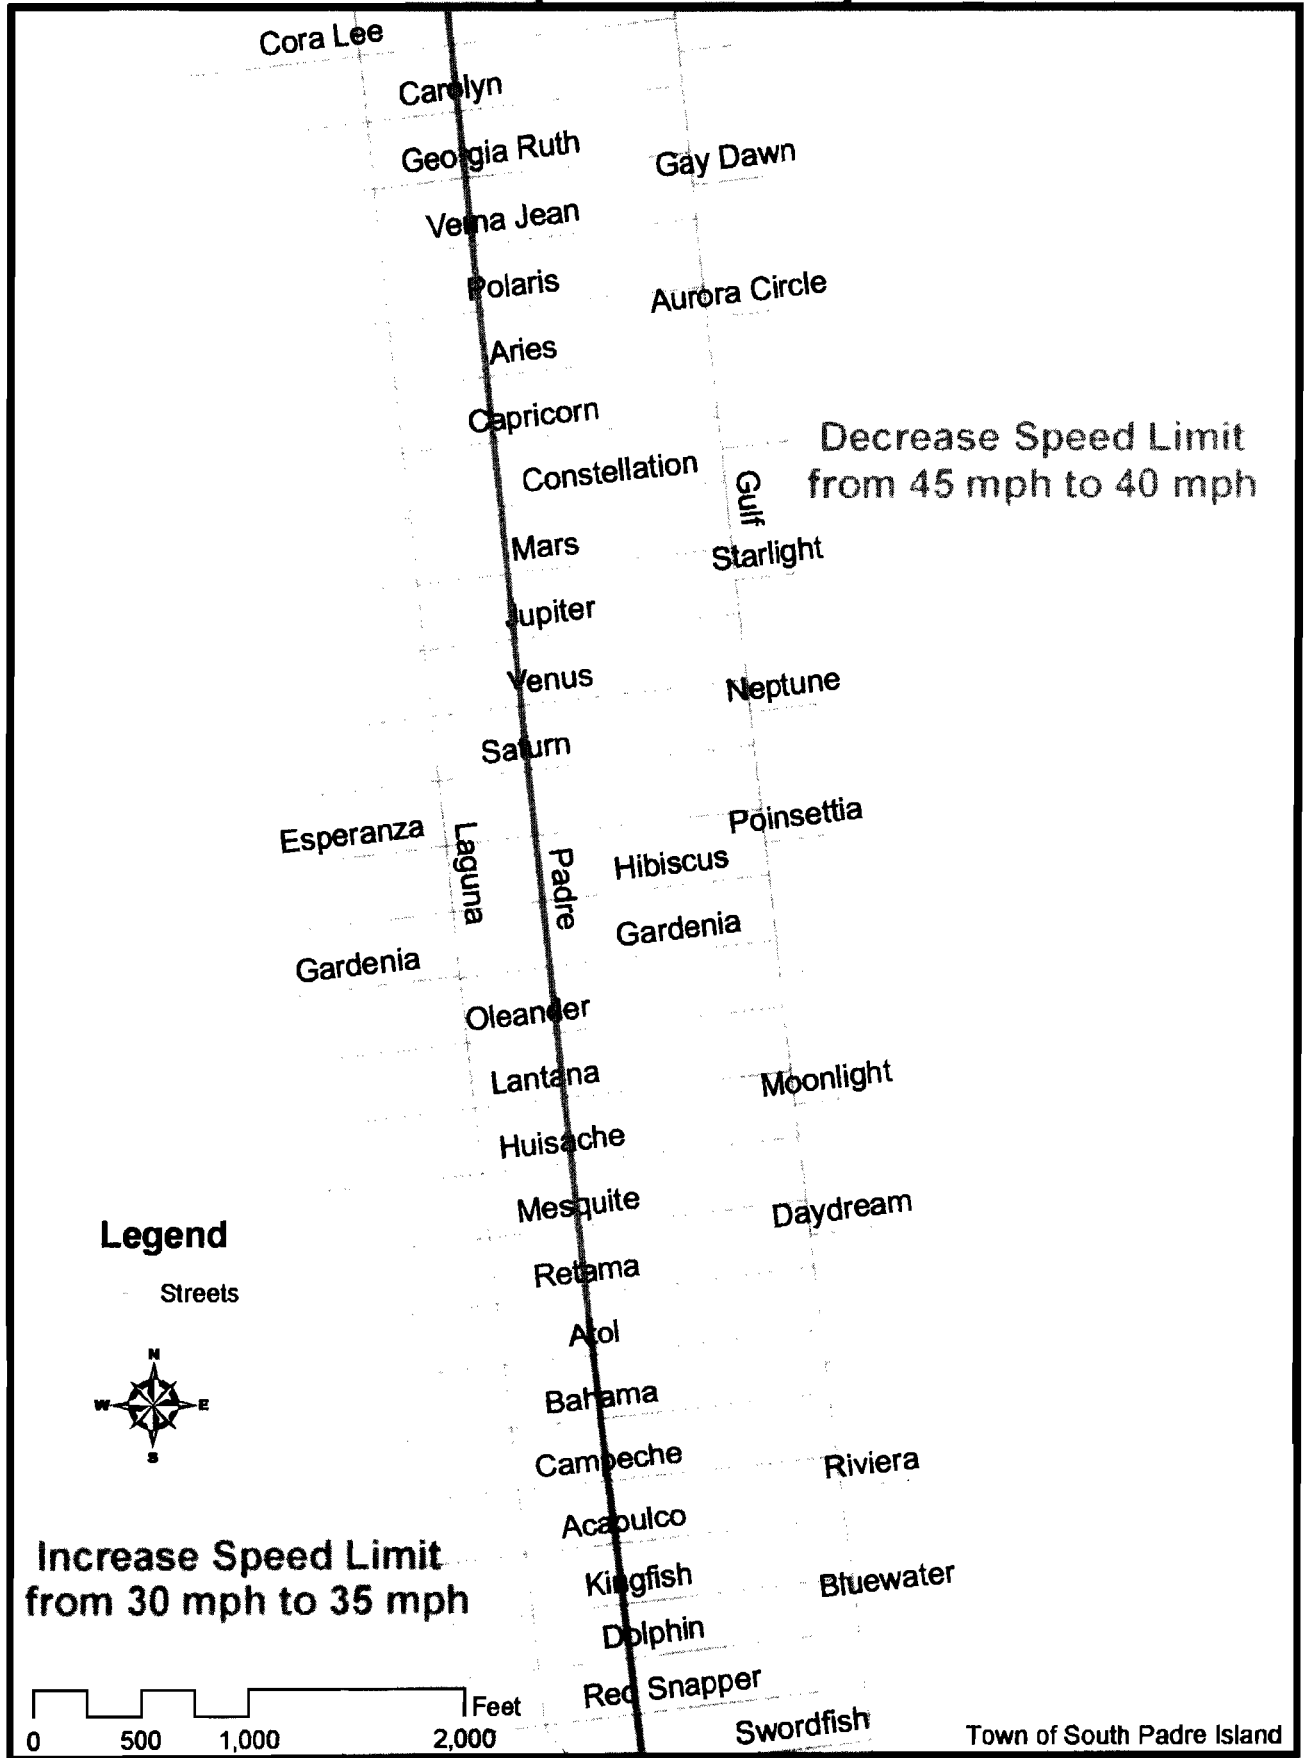 Cora Lee
Carolyn
Georgia Ruth
Gay Dawn
Verna Jean
Polaris
Aurora Circle
Aries
Capricorn
Decrease Speed Limit
from 45 mph to 40 mph
Constellation
Gulf
Mars
Starlight
Jupiter
Venus
Neptune
Saturn
Poinsettia
Esperanza
Laguna
Padre
Hibiscus
Gardenia
Gardenia
Oleander
Lantana
Moonlight
Huisache
Mesquite
Daydream
Legend
Retama
Streets
Atol
N
W E
S
Bahama
Campeche
Riviera
Acapulco
Increase Speed Limit
from 30 mph to 35 mph
Kingfish
Bluewater
Dolphin
Red Snapper
Feet
0 500 1,000 2,000
Swordfish
Town of South Padre Island